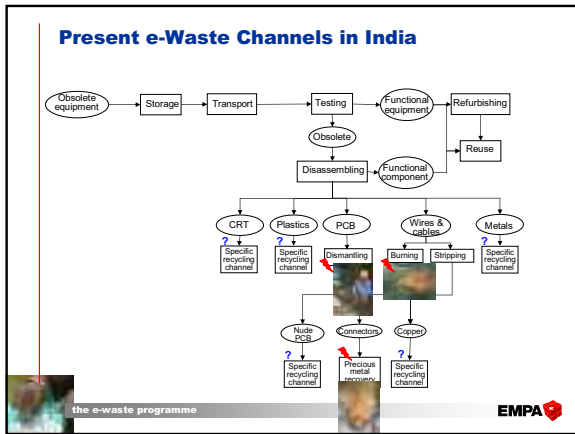 Present e-Waste Channels in India
Obsolete
equipment
Storage
Transport
Testing
Functional
equipment
Refurbishing
Obsolete
Reuse
Disassembling
Functional
component
CRT
Plastics
PCB
Wires &
cables
Metals
?
Specific
recycling
channel
?
Specific
recycling
channel
Dismantling
Burning
Stripping
?
Specific
recycling
channel
Nude
PCB
Connectors
Copper
?
Specific
recycling
channel
Precious
metal
recovery
?
Specific
recycling
channel
the e-waste programme
EMPA